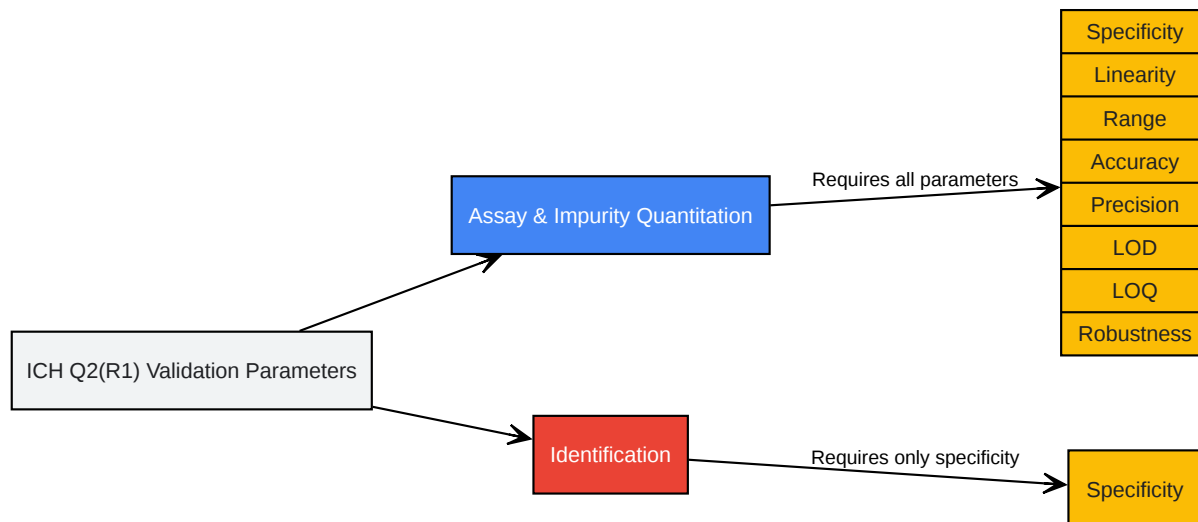 ICH Q2(R1) Validation Parameters
Assay & Impurity Quantitation
Requires all parameters
Specificity
Linearity
Range
Accuracy
Precision
LOD
LOQ
Robustness
Identification
Requires only specificity
Specificity